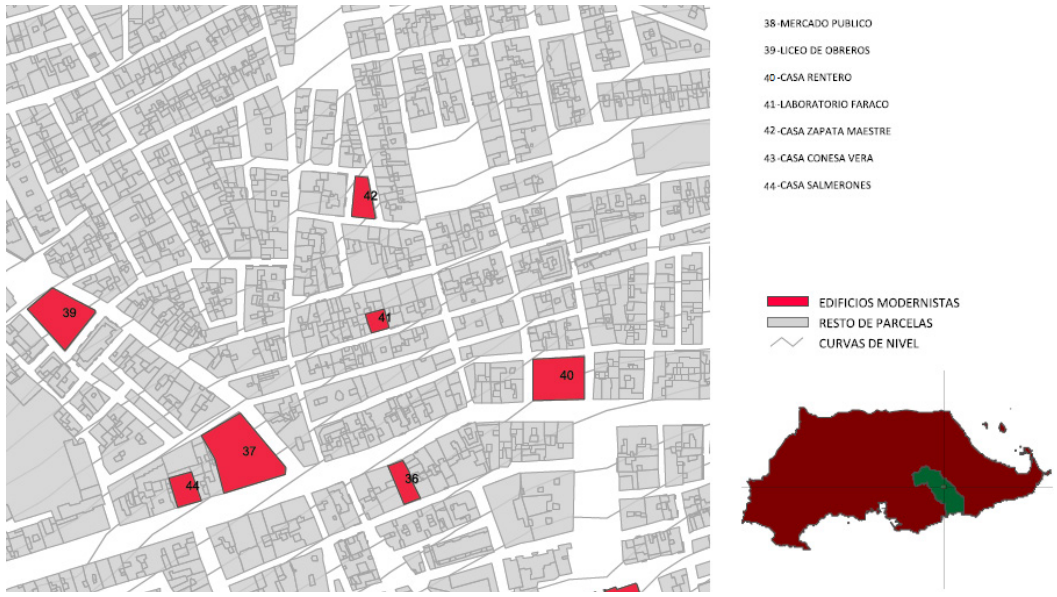 38-MERCADO PUBLICO
39-LICEO DE OBREROS
40-CASA RENTERO
41-LABORATORIO FARACO
42-CASA ZAPATA MAESTRE
43-CASA CONESA VERA
44-CASA SALMERONES
42
39
41
40
37
44
36
EDIFICIOS MODERNISTAS
RESTO DE PARCELAS
CURVAS DE NIVEL